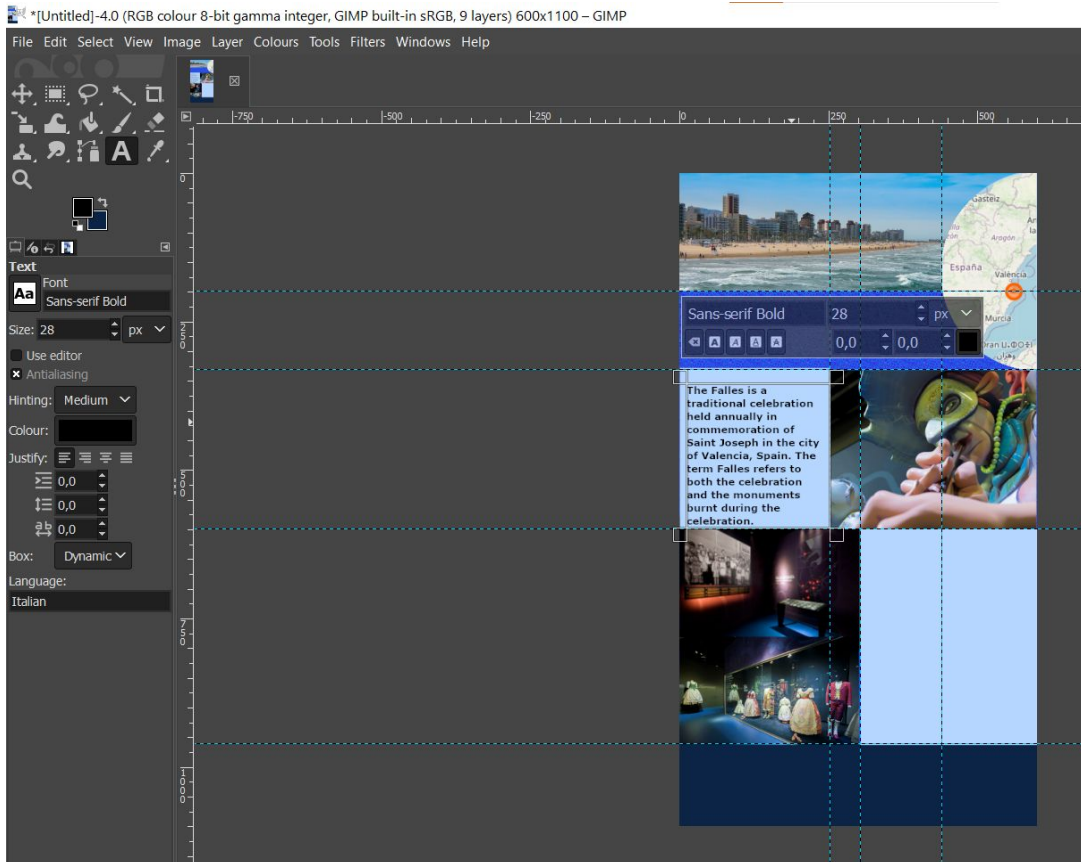 *[Untitled]-4.0 (RGB colour 8-bit gamma integer, GIMP built-in sRGB, 9 layers) 600x1100 – GIMP
File Edit Select View Image Layer Colours Tools Filters Windows Help
-750 -500 -250 0 250 500
0
250
500
750
1000
Text
Aa Font
Sans-serif Bold
Size: 28 px
Use editor
Antialiasing
Hinting: Medium
Colour:
Justify:
0,0
0,0
0,0
Box: Dynamic
Language:
Italian
Gasteiz
Aragón
España
València
Murcia
Sans-serif Bold 28 px
0,0 0,0
The Falles is a
traditional celebration
held annually in
commemoration of
Saint Joseph in the city
of Valencia, Spain. The
term Falles refers to
both the celebration
and the monuments
burnt during the
celebration.